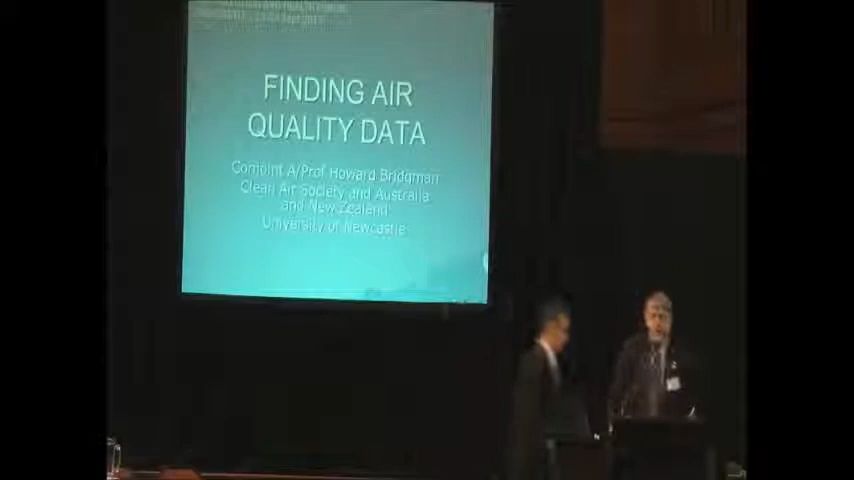 FINDING AIR
QUALITY DATA
Conjoint A/Prof Howard Bridgman
Clean Air Society and Australia
and New Zealand
University of Newcastle